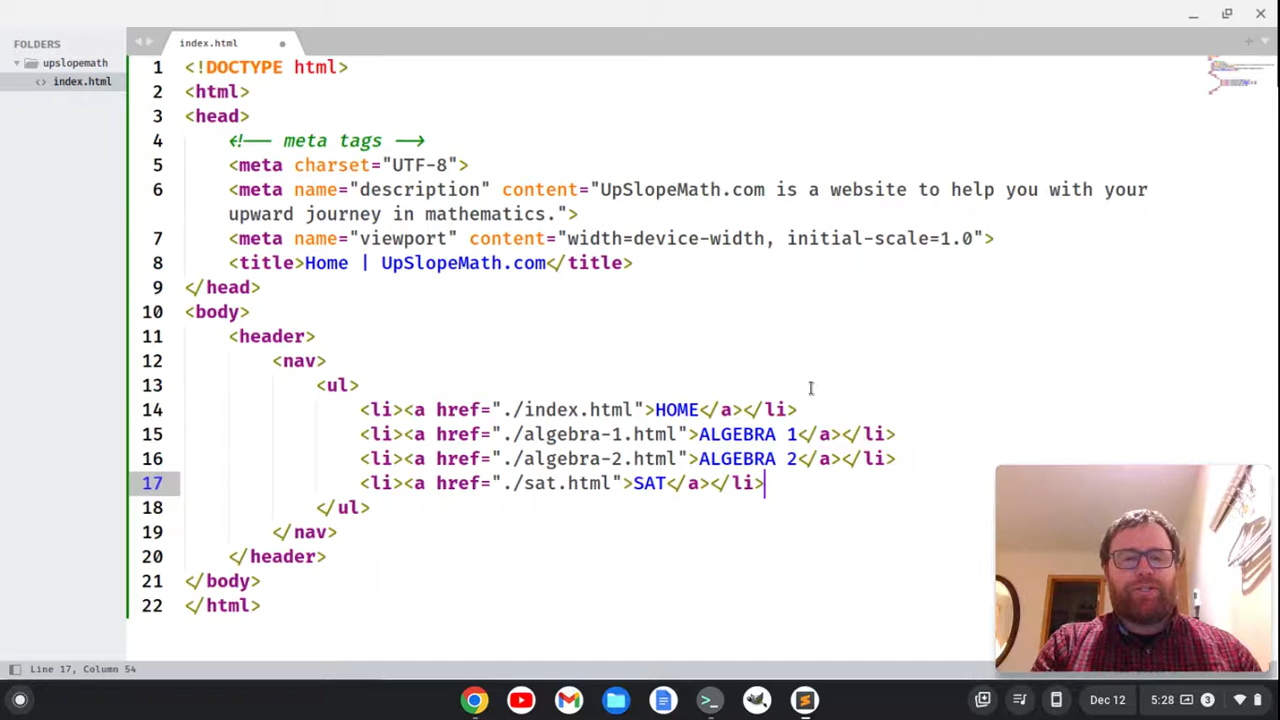 FOLDERS
upslopemath
<> index.html
index.html
1 <!DOCTYPE html>
2 <html>
3 <head>
4 <!-- meta tags -->
5 <meta charset="UTF-8">
6 <meta name="description" content="UpSlopeMath.com is a website to help you with your
upward journey in mathematics.">
7 <meta name="viewport" content="width=device-width, initial-scale=1.0">
8 <title>Home | UpSlopeMath.com</title>
9 </head>
10 <body>
11 <header>
12 <nav>
13 <ul>
14 <li><a href="./index.html">HOME</a></li>
15 <li><a href="./algebra-1.html">ALGEBRA 1</a></li>
16 <li><a href="./algebra-2.html">ALGEBRA 2</a></li>
17 <li><a href="./sat.html">SAT</a></li>
18 </ul>
19 </nav>
20 </header>
21 </body>
22 </html>
Line 17, Column 54
Dec 12
5:28
3